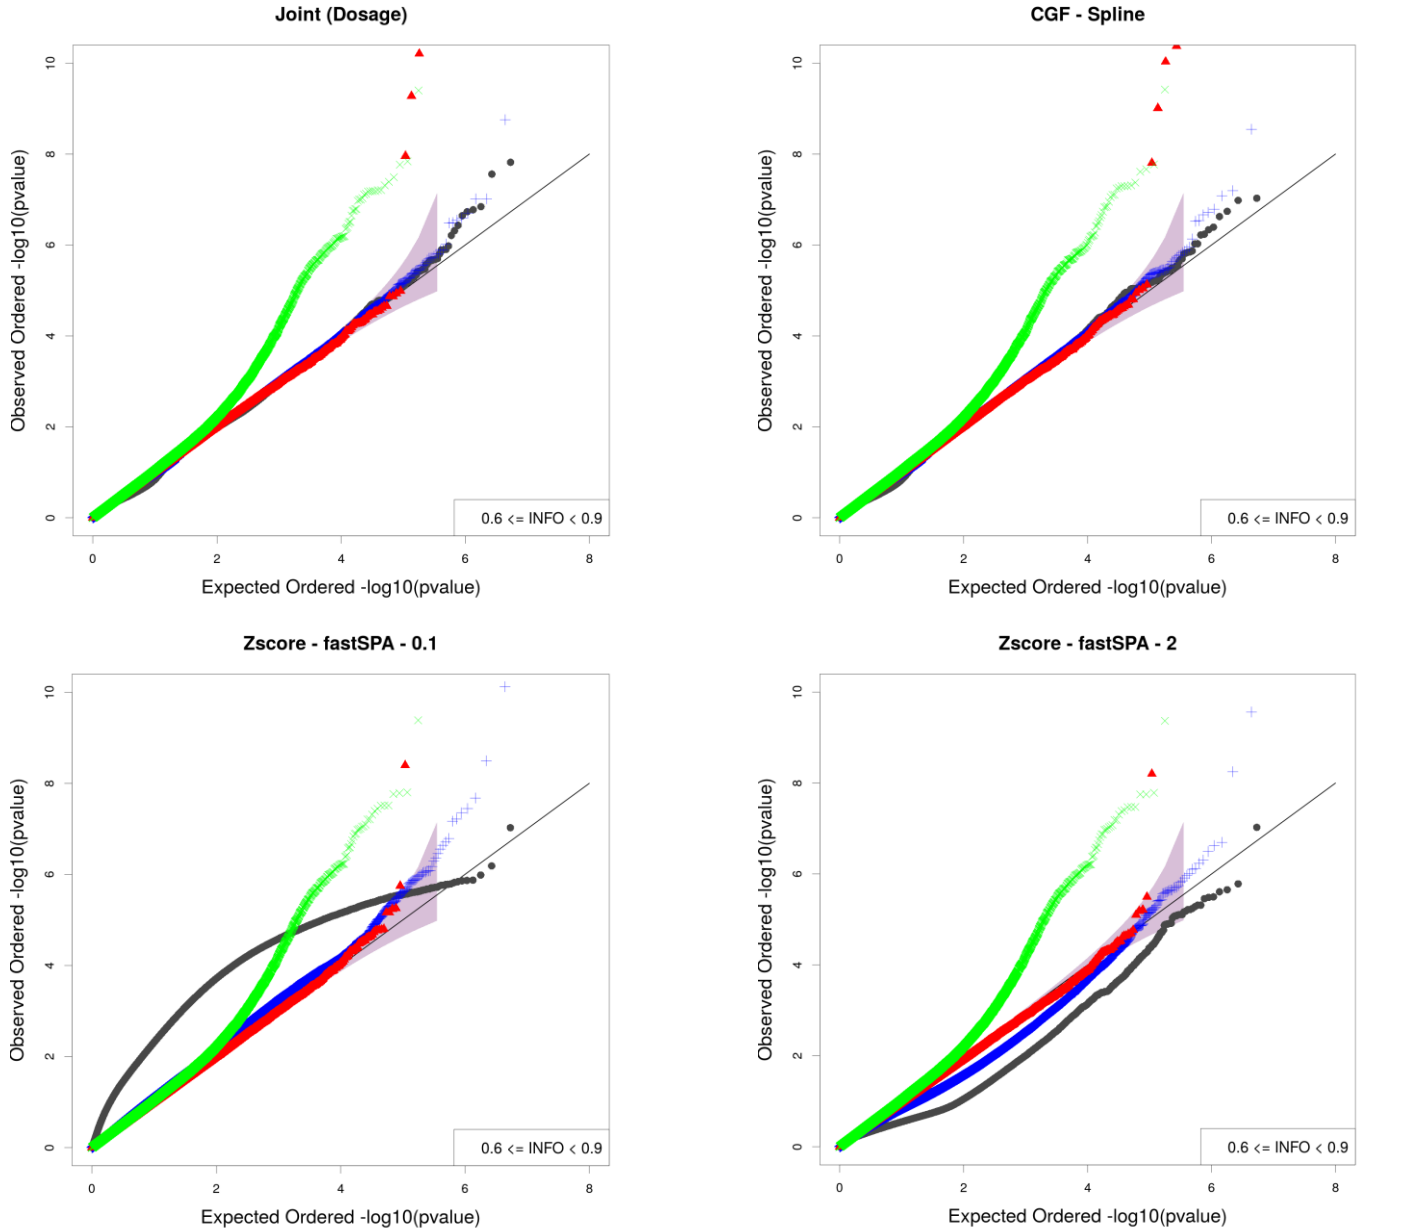 Joint (Dosage)
Observed Ordered -log10(pvalue)
10
8
6
4
2
0
0 2 4 6 8
0.6 <= INFO < 0.9
Expected Ordered -log10(pvalue)
CGF - Spline
Observed Ordered -log10(pvalue)
10
8
6
4
2
0
0 2 4 6 8
0.6 <= INFO < 0.9
Expected Ordered -log10(pvalue)
Zscore - fastSPA - 0.1
Observed Ordered -log10(pvalue)
10
8
6
4
2
0
0 2 4 6 8
0.6 <= INFO < 0.9
Expected Ordered -log10(pvalue)
Zscore - fastSPA - 2
Observed Ordered -log10(pvalue)
10
8
6
4
2
0
0 2 4 6 8
0.6 <= INFO < 0.9
Expected Ordered -log10(pvalue)